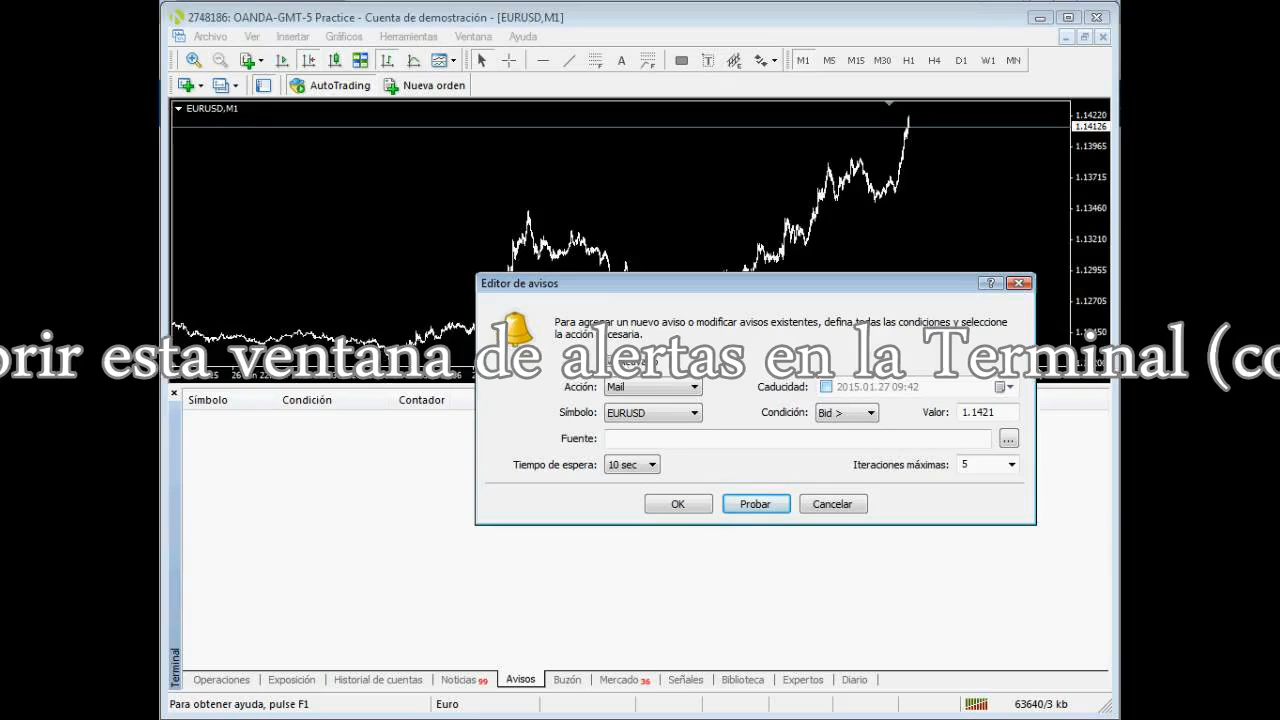 2748186: OANDA-GMT-5 Practice - Cuenta de demostración - [EURUSD,M1]
Archivo Ver Insertar Gráficos Herramientas Ventana Ayuda
M1 M5 M15 M30 H1 H4 D1 W1 MN
AutoTrading Nueva orden
EURUSD,M1
1.14220
1.14126
1.13965
1.13715
1.13460
1.13210
1.12955
1.12705
Editor de avisos
Para agregar un nuevo aviso o modificar avisos existentes, defina todas las condiciones y seleccione
la acción
esta ventana de alertas en la Terminal (co
Acción: Mail Caducidad: 2015.01.27 09:42
Símbolo: EURUSD Condición: Bid > Valor: 1.1421
Fuente: ...
Tiempo de espera: 10 sec Iteraciones máximas: 5
OK Probar Cancelar
Símbolo Condición Contador
Terminal
Operaciones Exposición Historial de cuentas Noticias 99 Avisos Buzón Mercado 36 Señales Biblioteca Expertos Diario
Para obtener ayuda, pulse F1 Euro 63640/3 kb